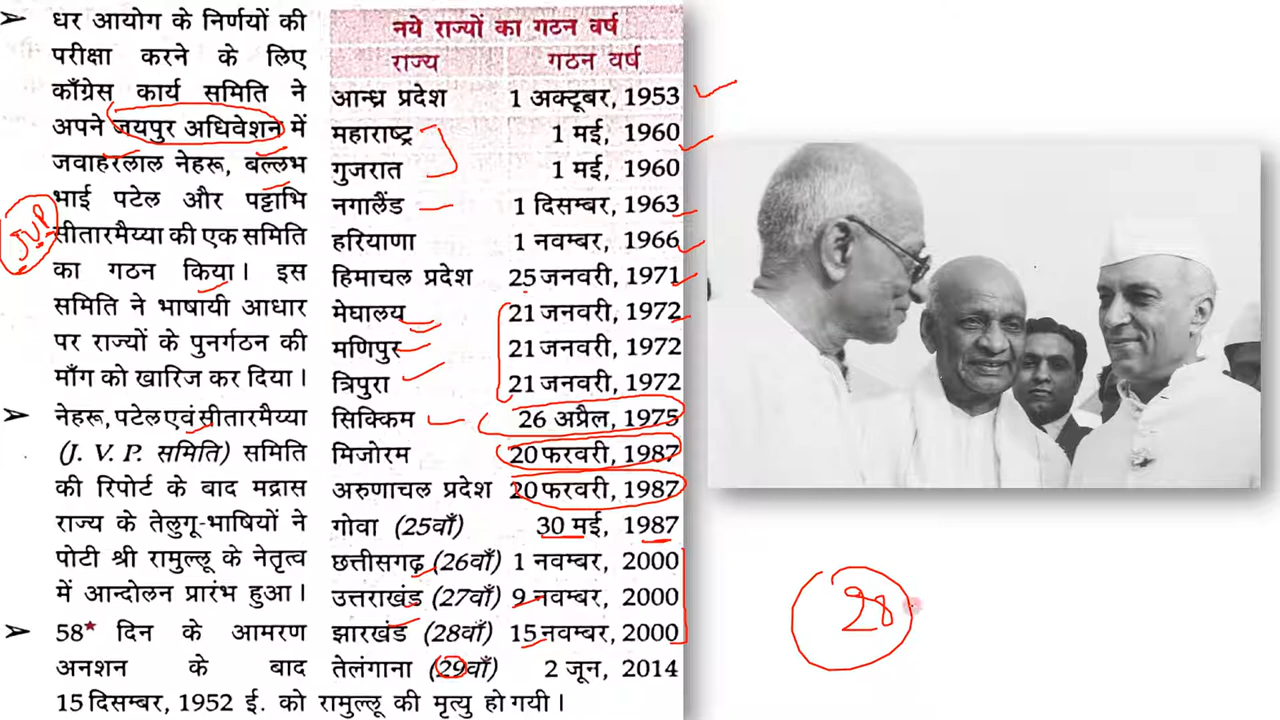 ➢ धर आयोग के निर्णयों की
परीक्षा करने के लिए
काँग्रेस कार्य समिति ने
अपने जयपुर अधिवेशन में
जवाहरलाल नेहरू, बल्लभ
भाई पटेल और पट्टाभि
सीतारमैय्या की एक समिति
का गठन किया। इस
समिति ने भाषायी आधार
पर राज्यों के पुनर्गठन की
माँग को खारिज कर दिया।
➢ नेहरू, पटेल एवं सीतारमैय्या
(J. V. P. समिति) समिति
की रिपोर्ट के बाद मद्रास
राज्य के तेलुगू-भाषियों ने
पोटी श्री रामुल्लू के नेतृत्व
में आन्दोलन प्रारंभ हुआ।
➢ 58* दिन के आमरण
अनशन के बाद
15 दिसम्बर, 1952 ई. को रामुल्लू की मृत्यु हो गयी।
JVP
नये राज्यों का गठन वर्ष
राज्य गठन वर्ष
आन्ध्र प्रदेश 1 अक्टूबर, 1953
महाराष्ट्र 1 मई, 1960
गुजरात 1 मई, 1960
नगालैंड 1 दिसम्बर, 1963
हरियाणा 1 नवम्बर, 1966
हिमाचल प्रदेश 25 जनवरी, 1971
मेघालय 21 जनवरी, 1972
मणिपुर 21 जनवरी, 1972
त्रिपुरा 21 जनवरी, 1972
सिक्किम 26 अप्रैल, 1975
मिजोरम 20 फरवरी, 1987
अरुणाचल प्रदेश 20 फरवरी, 1987
गोवा (25वाँ) 30 मई, 1987
छत्तीसगढ़ (26वाँ) 1 नवम्बर, 2000
उत्तराखंड (27वाँ) 9 नवम्बर, 2000
झारखंड (28वाँ) 15 नवम्बर, 2000
तेलंगाना (29वाँ) 2 जून, 2014
28